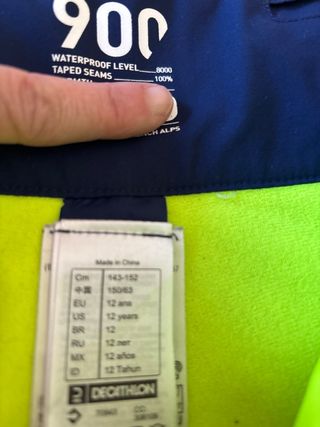 900
WATERPROOF LEVEL 8000
TAPED SEAMS 100%
ALPS
Made in China
Cm 143-152
中国 150/63
EU 12 ans
US 12 years
BR 12
RU 12 лет
MX 12 años
ID 12 Tahun
DECATHLON